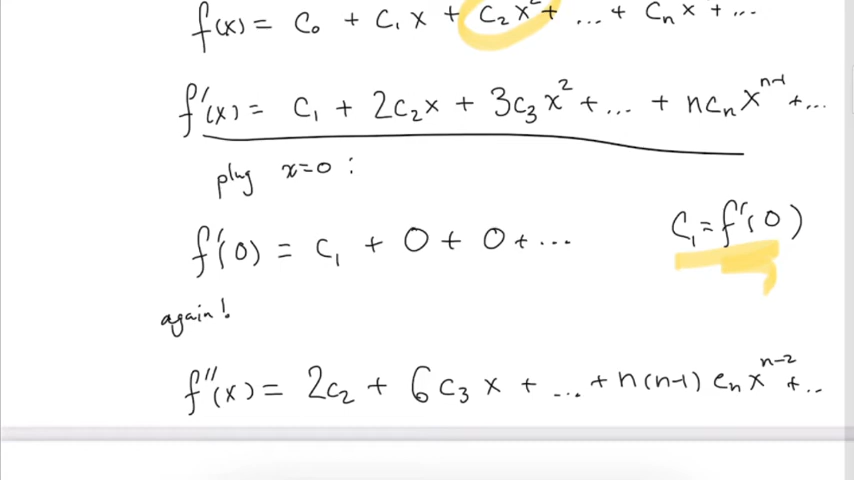 f(x) = c₀ + c₁x + c₂x² + ... + cₙx + ...
f'(x) = c₁ + 2c₂x + 3c₃x² + ... + ncₙxⁿ⁻¹ + ...
plug x=0 :
f'(0) = c₁ + 0 + 0 + ...
c₁ = f'(0)
again!
f''(x) = 2c₂ + 6c₃x + ... + n(n-1)cₙxⁿ⁻² + ...